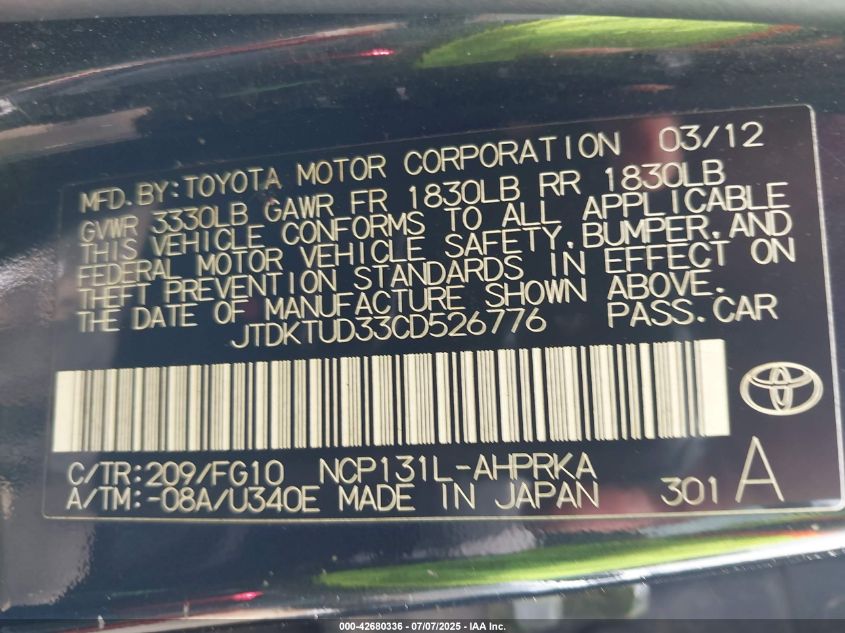 MFD.BY:TOYOTA MOTOR CORPORATION 03/12
GVWR 3330LB GAWR FR 1830LB RR 1830LB
THIS VEHICLE CONFORMS TO ALL APPLICABLE
FEDERAL MOTOR VEHICLE SAFETY,BUMPER,AND
THEFT PREVENTION STANDARDS IN EFFECT ON
THE DATE OF MANUFACTURE SHOWN ABOVE.
JTDKTUD33CD526776 PASS.CAR
C/TR:209/FG10 NCP131L-AHPRKA
A/TM:-08A/U340E MADE IN JAPAN 301 A
000-42680336 - 07/07/2025 - IAA Inc.